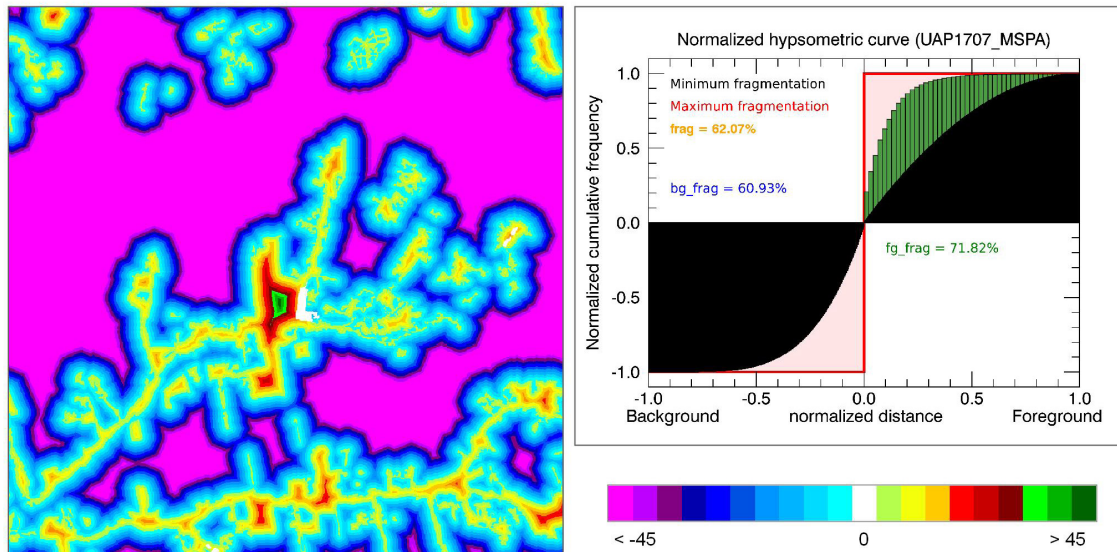 Normalized hypsometric curve (UAP1707_MSPA)
Minimum fragmentation
Maximum fragmentation
frag = 62.07%
bg_frag = 60.93%
fg_frag = 71.82%
Normalized cumulative frequency
1.0
0.5
0.0
-0.5
-1.0
-1.0 -0.5 0.0 0.5 1.0
Background normalized distance Foreground
< -45 0 > 45